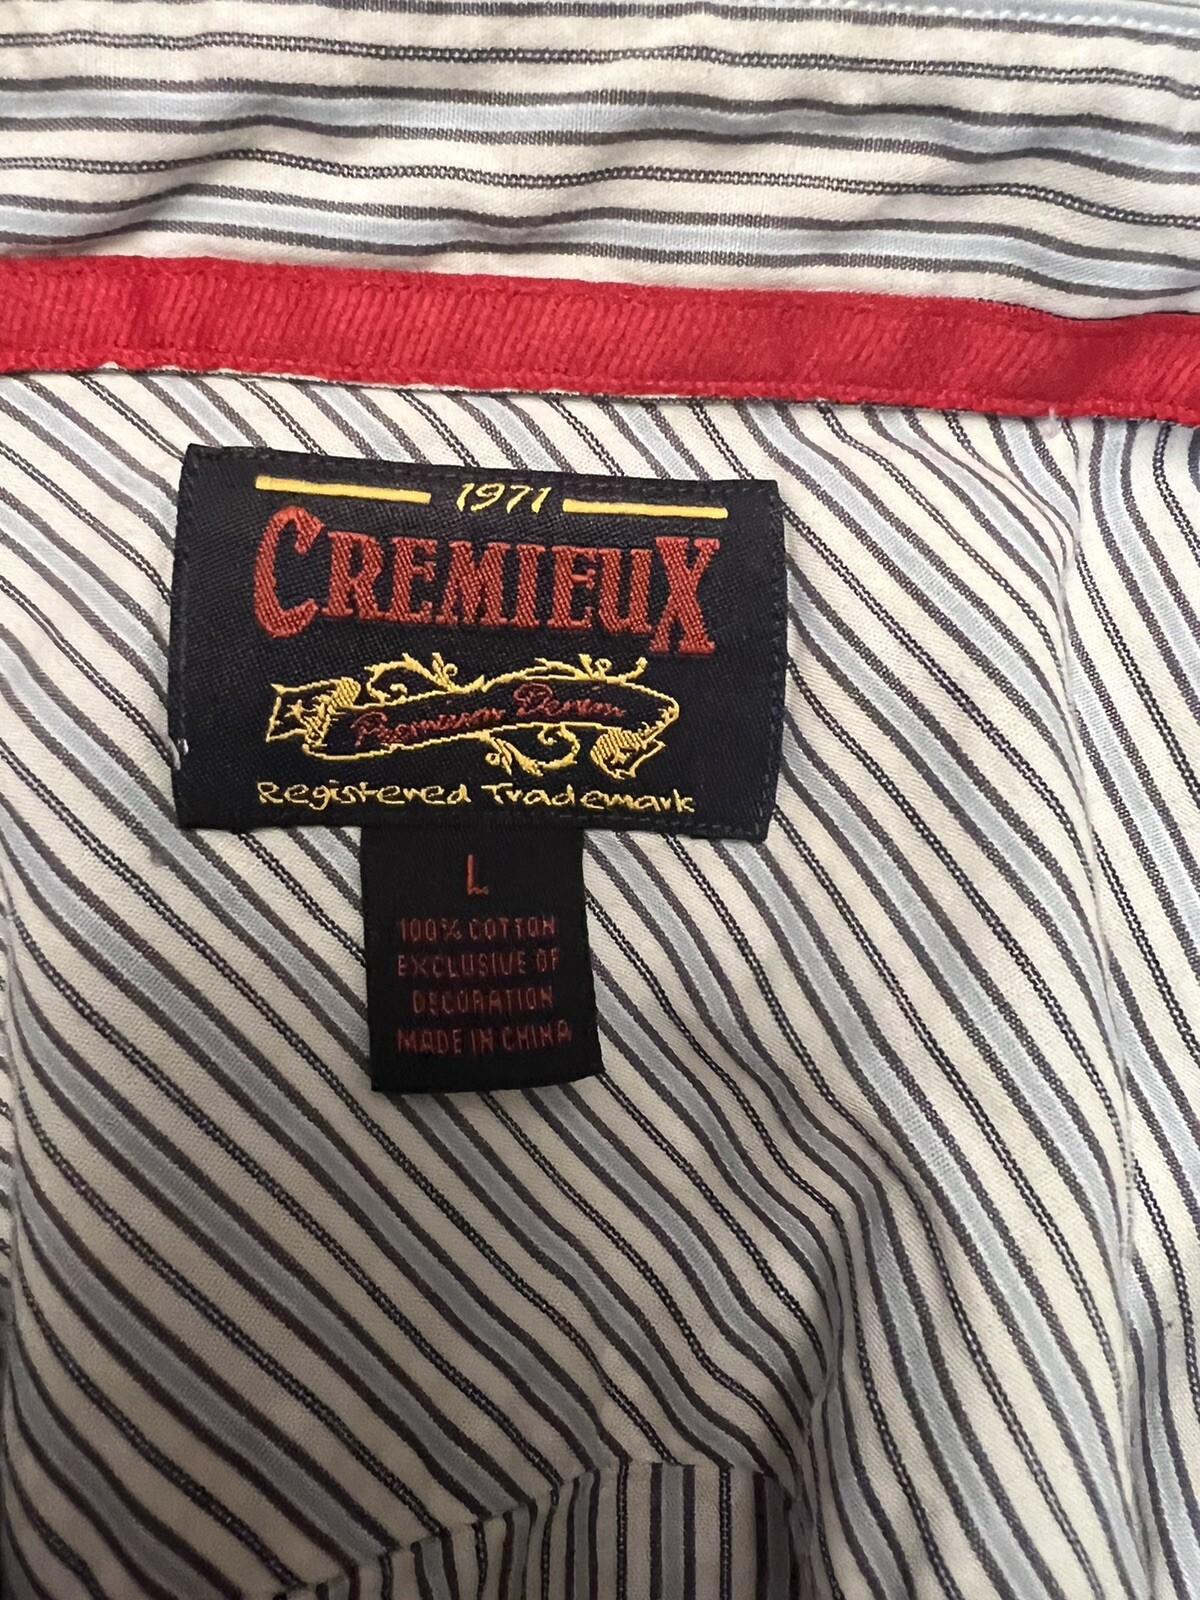 1971
CREMIEUX
Premium Denim
Registered Trademark
L
100% COTTON
EXCLUSIVE OF
DECORATION
MADE IN CHINA